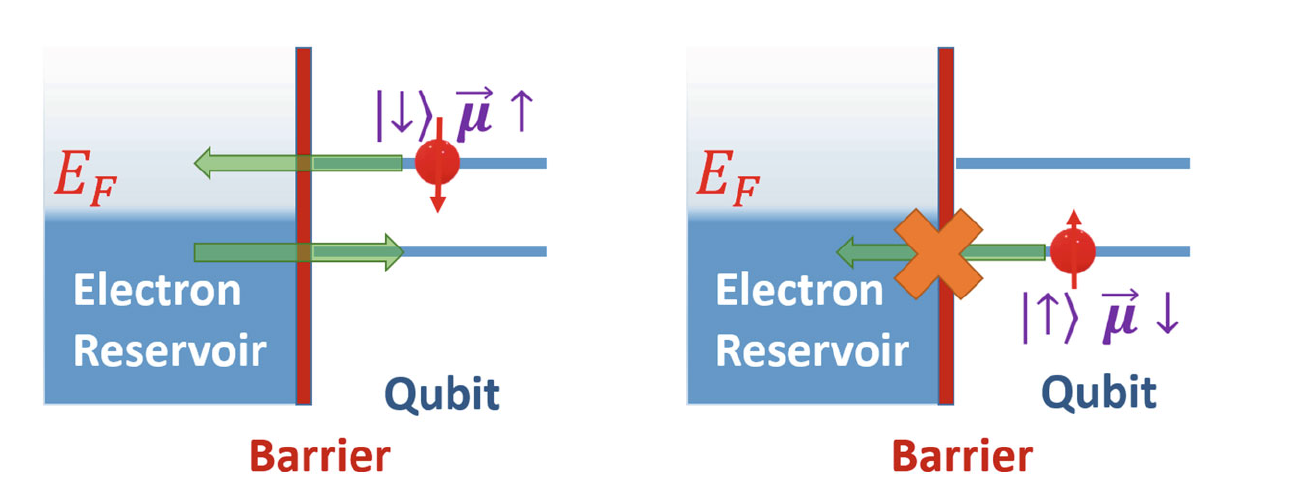 |↓⟩ μ⃗ ↑
E_F
Electron
Reservoir
Qubit
Barrier
E_F
Electron
Reservoir
|↑⟩ μ⃗ ↓
Qubit
Barrier